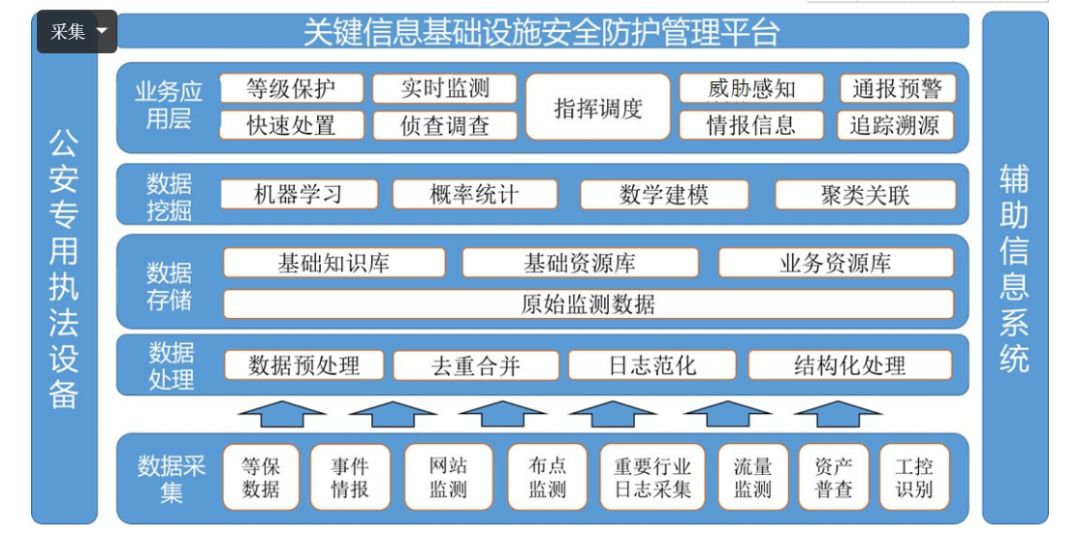 采集
关键信息基础设施安全防护管理平台
公安专用执法设备
业务应
用层
等级保护
实时监测
指挥调度
威胁感知
通报预警
快速处置
侦查调查
情报信息
追踪溯源
数据
挖掘
机器学习
概率统计
数学建模
聚类关联
数据
存储
基础知识库
基础资源库
业务资源库
原始监测数据
数据
处理
数据预处理
去重合并
日志范化
结构化处理
数据采
集
等保
数据
事件
情报
网站
监测
布点
监测
重要行业
日志采集
流量
监测
资产
普查
工控
识别
辅助信息系统